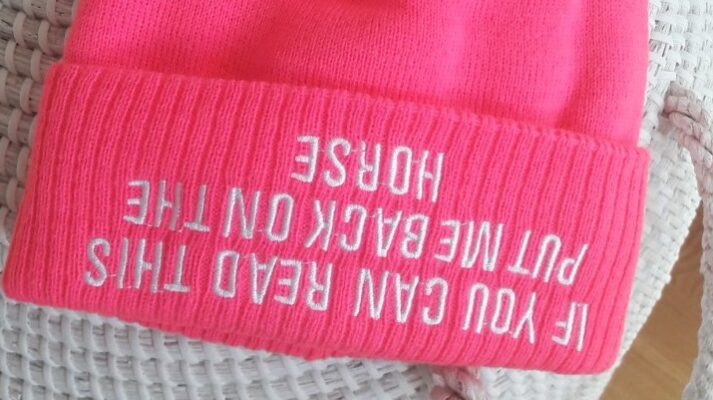 IF YOU CAN READ THIS
PUT ME BACK ON THE
HORSE